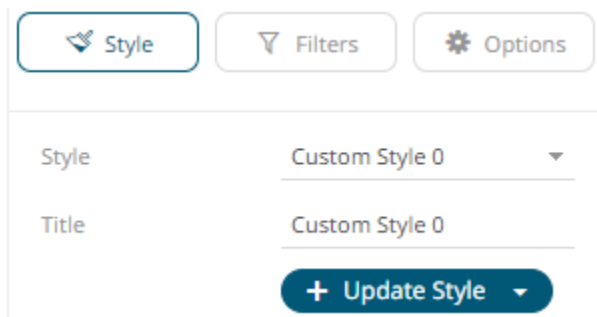 Style Filters Options
Style Custom Style 0
Title Custom Style 0
+ Update Style